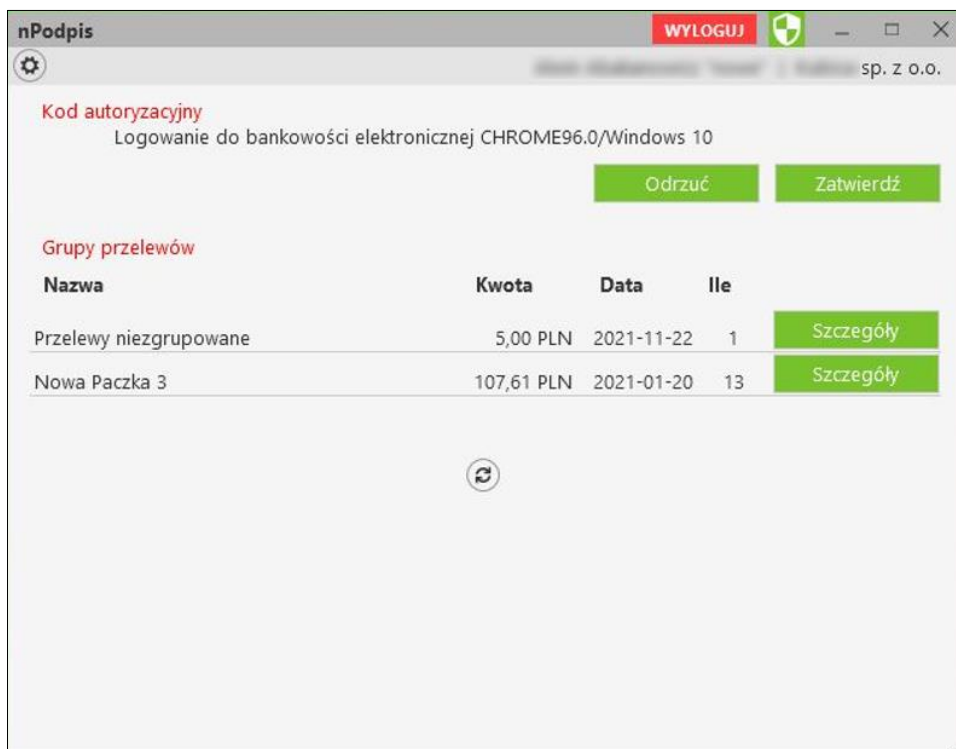 nPodpis WYLOGUJ
sp. z o.o.
Kod autoryzacyjny
Logowanie do bankowości elektronicznej CHROME96.0/Windows 10
Odrzuć Zatwierdź
Grupy przelewów
Nazwa Kwota Data Ile
Przelewy niezgrupowane 5,00 PLN 2021-11-22 1 Szczegóły
Nowa Paczka 3 107,61 PLN 2021-01-20 13 Szczegóły